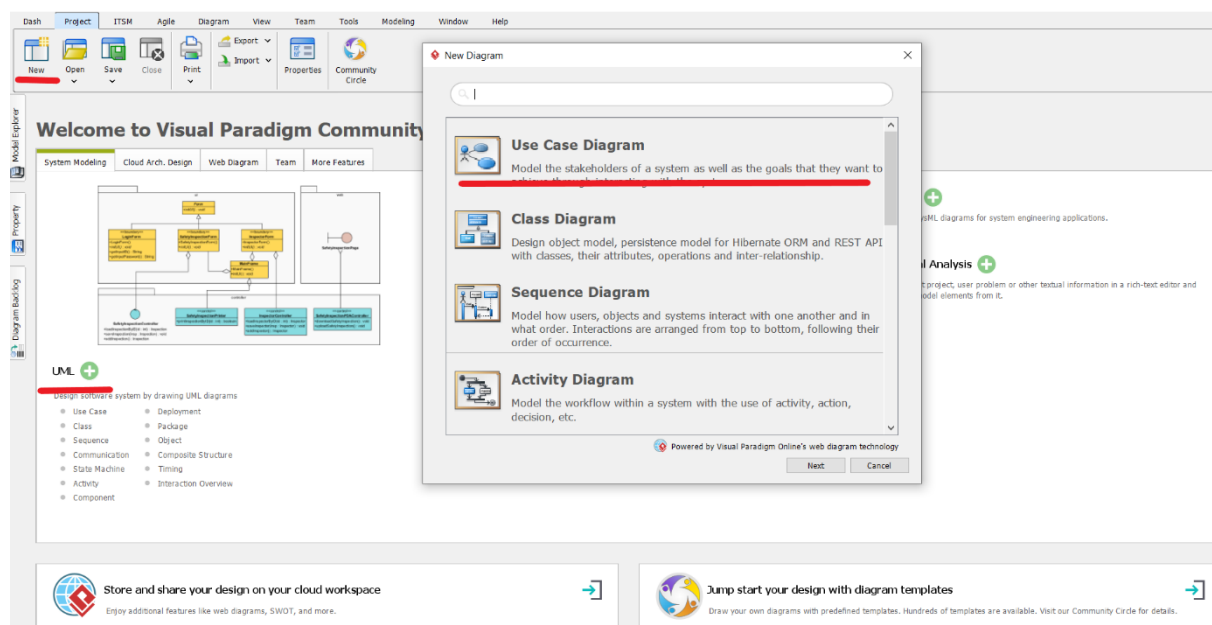 Dash Project ITSM Agile Diagram View Team Tools Modeling Window Help
New Open Save Close Print Export Import Properties Community Circle
Model Explorer
Property
Diagram Backlog
Welcome to Visual Paradigm Community
System Modeling Cloud Arch. Design Web Diagram Team More Features
UML
Design software system by drawing UML diagrams
Use Case
Class
Sequence
Communication
State Machine
Activity
Component
Deployment
Package
Object
Composite Structure
Timing
Interaction Overview
New Diagram
Use Case Diagram
Model the stakeholders of a system as well as the goals that they want to
Class Diagram
Design object model, persistence model for Hibernate ORM and REST API
with classes, their attributes, operations and inter-relationship.
Sequence Diagram
Model how users, objects and systems interact with one another and in
what order. Interactions are arranged from top to bottom, following their
order of occurrence.
Activity Diagram
Model the workflow within a system with the use of activity, action,
decision, etc.
Powered by Visual Paradigm Online's web diagram technology
Next Cancel
diagrams for system engineering applications.
Analysis
project, user problem or other textual information in a rich-text editor and
elements from it.
Store and share your design on your cloud workspace
Enjoy additional features like web diagrams, SWOT, and more.
Jump start your design with diagram templates
Draw your own diagrams with predefined templates. Hundreds of templates are available. Visit our Community Circle for details.